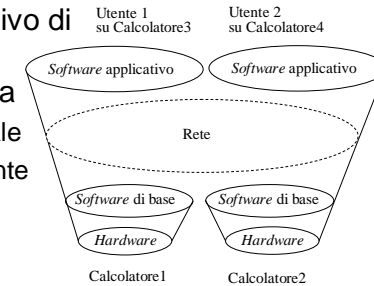 ivo di
a
le
nte
Utente 1
su Calcolatore3
Utente 2
su Calcolatore4
Software applicativo
Software applicativo
Rete
Software di base
Software di base
Hardware
Hardware
Calcolatore1
Calcolatore2